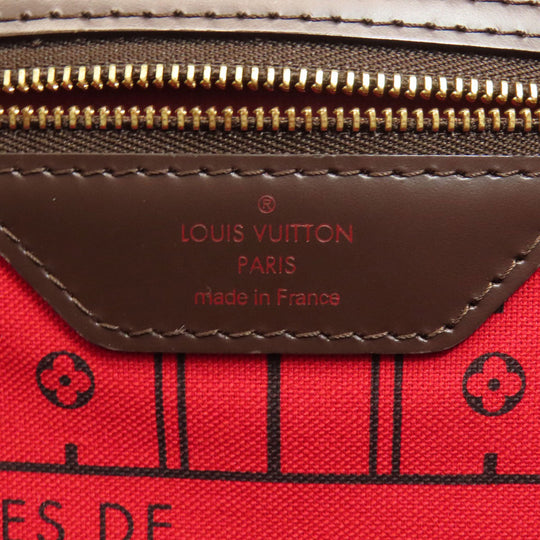 ®
LOUIS VUITTON
PARIS
made in France
ES DE